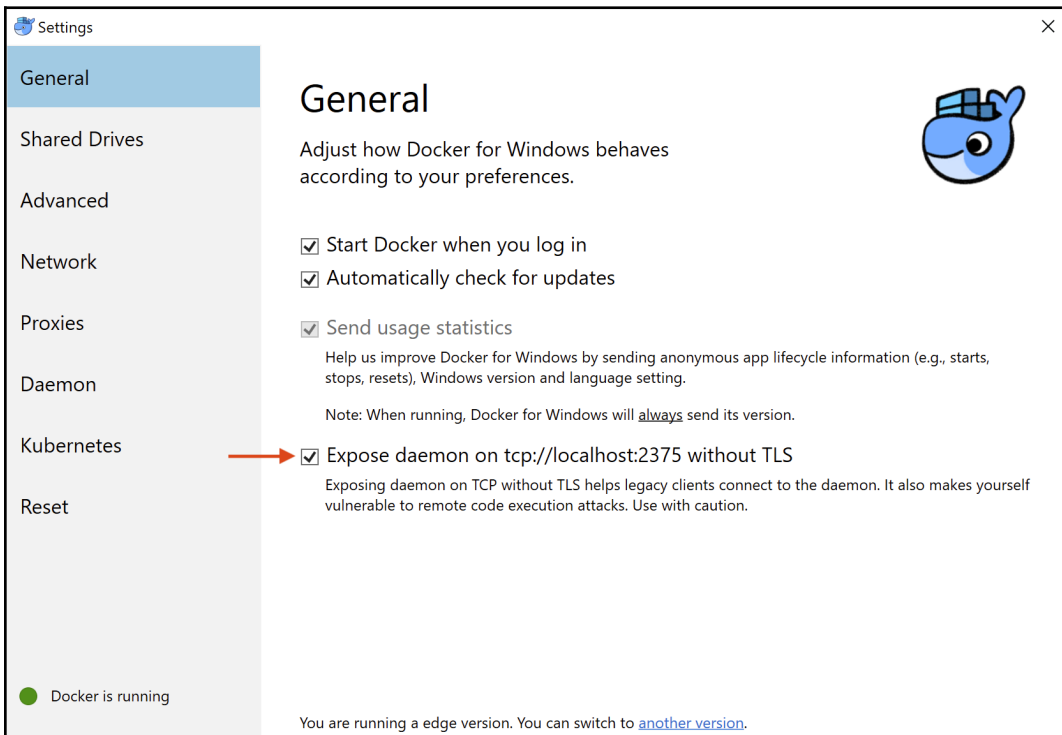 Settings
General
Shared Drives
Advanced
Network
Proxies
Daemon
Kubernetes
Reset
Docker is running
General
Adjust how Docker for Windows behaves
according to your preferences.
Start Docker when you log in
Automatically check for updates
Send usage statistics
Help us improve Docker for Windows by sending anonymous app lifecycle information (e.g., starts,
stops, resets), Windows version and language setting.
Note: When running, Docker for Windows will always send its version.
Expose daemon on tcp://localhost:2375 without TLS
Exposing daemon on TCP without TLS helps legacy clients connect to the daemon. It also makes yourself
vulnerable to remote code execution attacks. Use with caution.
You are running a edge version. You can switch to another version.